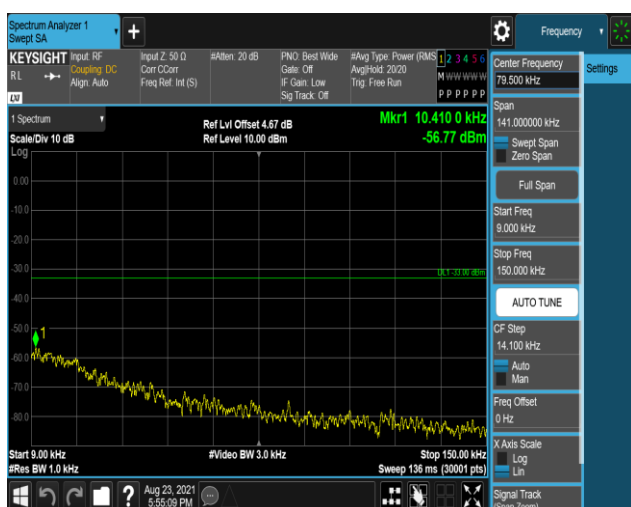 Spectrum Analyzer 1
Swept SA
+
Frequency
KEYSIGHT
RL
LXI
Input: RF
Coupling: DC
Align: Auto
Input Z: 50 Ω
Corr CCorr
Freq Ref: Int (S)
#Atten: 20 dB
PNO: Best Wide
Gate: Off
IF Gain: Low
Sig Track: Off
#Avg Type: Power (RMS
Avg|Hold: 20/20
Trig: Free Run
1 2 3 4 5 6
M W W W W W
P P P P P P
1 Spectrum
Scale/Div 10 dB
Log
Ref Lvl Offset 4.67 dB
Ref Level 10.00 dBm
Mkr1 10.410 0 kHz
-56.77 dBm
0.00
-10.0
-20.0
-30.0
DL1 -33.00 dBm
-40.0
-50.0
1
-60.0
-70.0
-80.0
Start 9.00 kHz
#Res BW 1.0 kHz
#Video BW 3.0 kHz
Stop 150.00 kHz
Sweep 136 ms (30001 pts)
?
Aug 23, 2021
5:55:09 PM
Center Frequency
79.500 kHz
Settings
Span
141.000000 kHz
Swept Span
Zero Span
Full Span
Start Freq
9.000 kHz
Stop Freq
150.000 kHz
AUTO TUNE
CF Step
14.100 kHz
Auto
Man
Freq Offset
0 Hz
X Axis Scale
Log
Lin
Signal Track
(Span Zoom)